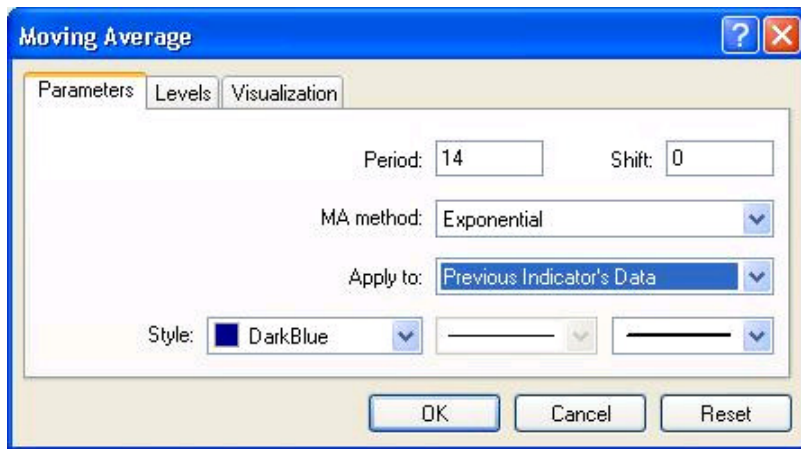 Moving Average
Parameters Levels Visualization
Period: 14 Shift: 0
MA method: Exponential
Apply to: Previous Indicator's Data
Style: DarkBlue
OK Cancel Reset